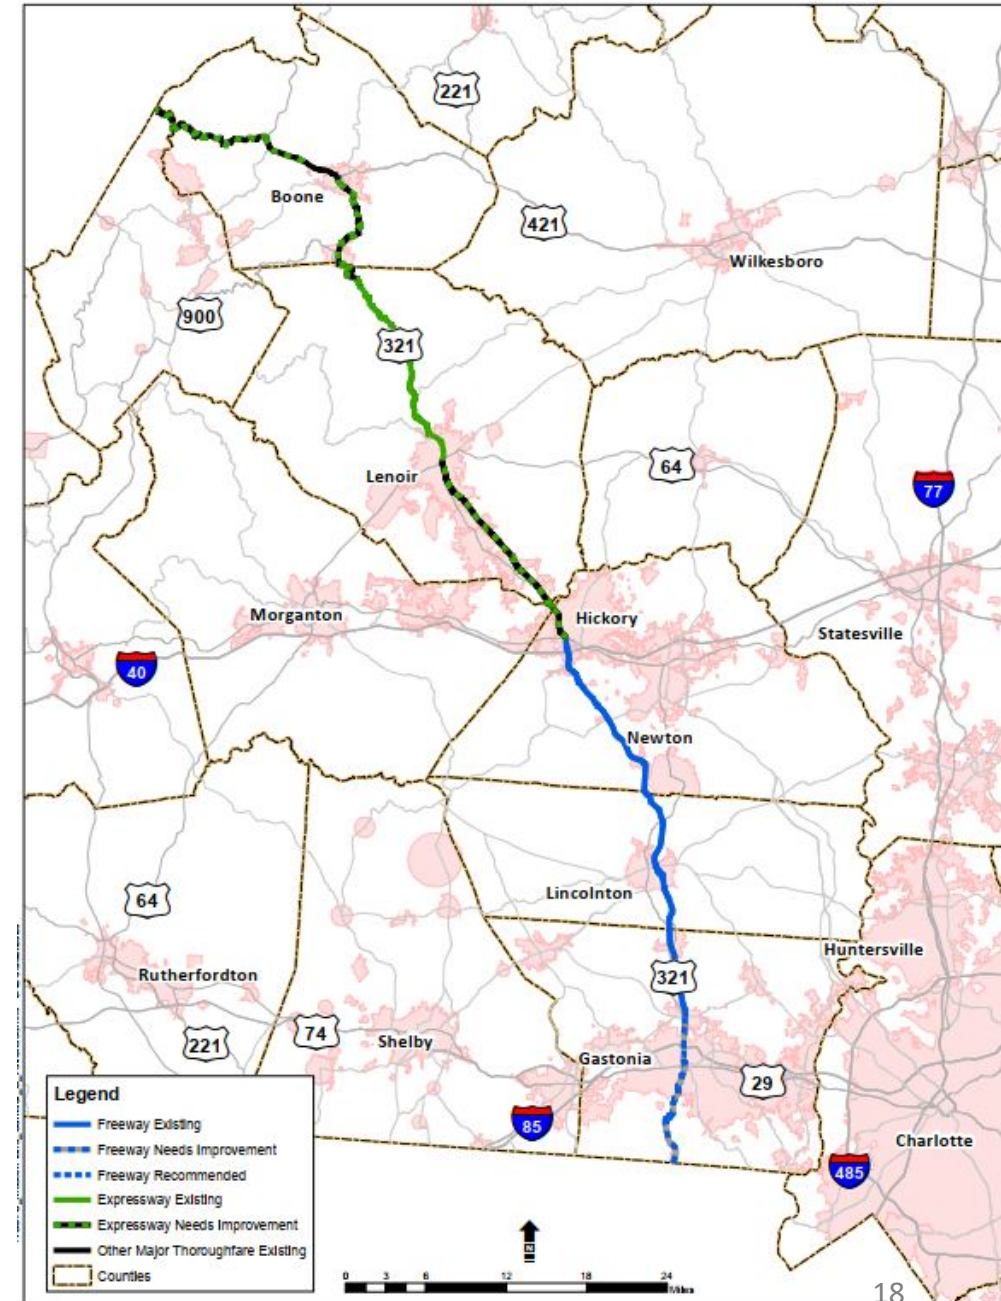 221
Boone
421
Wilkesboro
900
321
Lenoir
64
77
Morganton
Hickory
Statesville
40
Newton
64
Lincolnton
Huntersville
321
Rutherfordton
74
221
Shelby
Gastonia
29
85
Charlotte
485
Legend
Freeway Existing
Freeway Needs Improvement
Freeway Recommended
Expressway Existing
Expressway Needs Improvement
Other Major Thoroughfare Existing
Counties
N
0 3 6 12 18 24
Miles
18